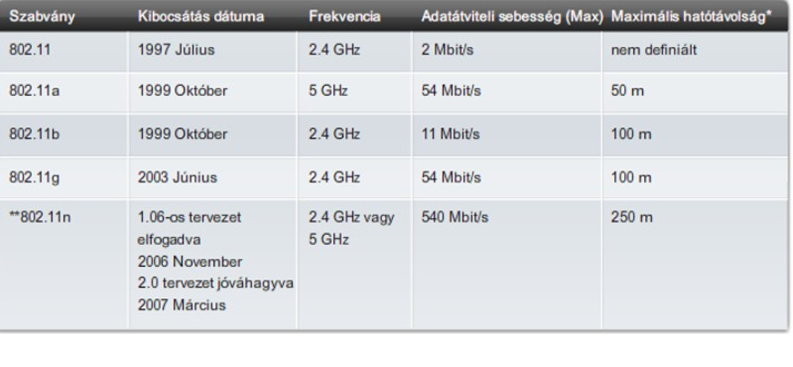 Szabvány Kibocsátás dátuma Frekvencia Adatátviteli sebesség (Max) Maximális hatótávolság*
802.11 1997 Július 2.4 GHz 2 Mbit/s nem definiált
802.11a 1999 Október 5 GHz 54 Mbit/s 50 m
802.11b 1999 Október 2.4 GHz 11 Mbit/s 100 m
802.11g 2003 Június 2.4 GHz 54 Mbit/s 100 m
**802.11n 1.06-os tervezet 2.4 GHz vagy 540 Mbit/s 250 m
elfogadva 5 GHz
2006 November
2.0 tervezet jóváhagyva
2007 Március